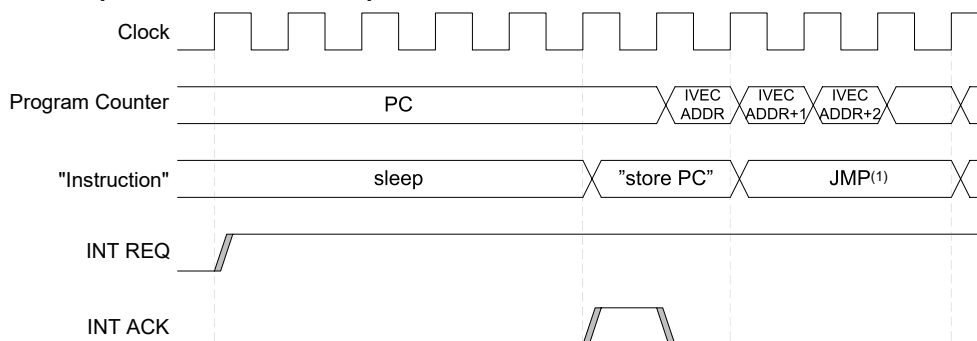 Clock
Program Counter
PC
IVEC
ADDR
IVEC
ADDR+1
IVEC
ADDR+2
"Instruction"
sleep
”store PC”
JMP(1)
INT REQ
INT ACK